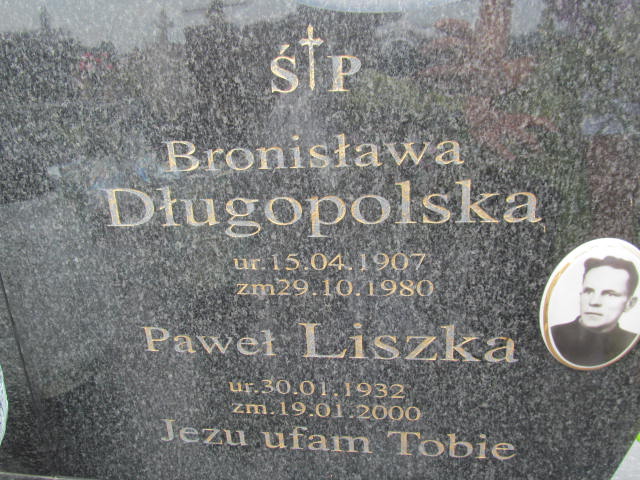 Ś†P
Bronisława
Długopolska
ur.15.04.1907
zm29.10.1980
Paweł Liszka
ur.30.01.1932
zm.19.01.2000
Jezu ufam Tobie